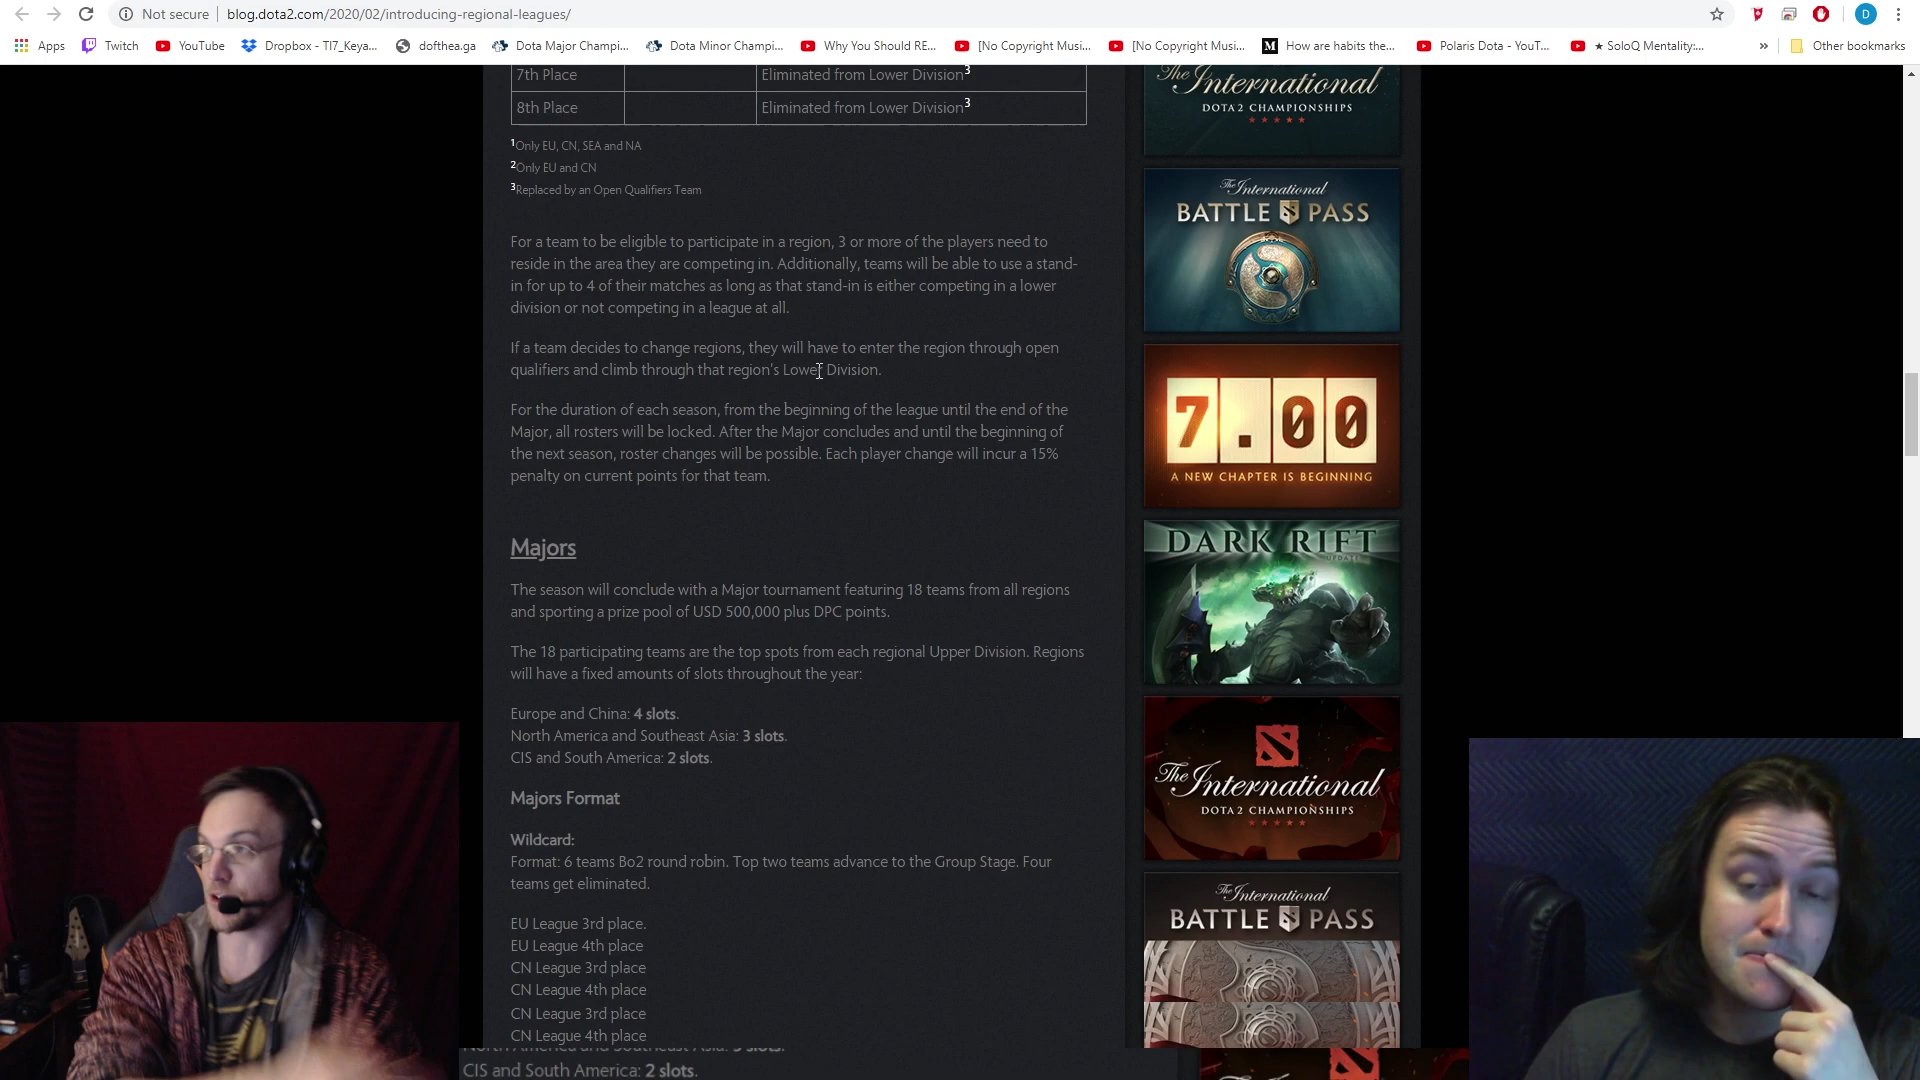 Not secure | blog.dota2.com/2020/02/introducing-regional-leagues/
D
Apps Twitch YouTube Dropbox - TI7_Keya... dofthea.ga Dota Major Champi... Dota Minor Champi... Why You Should RE... [No Copyright Musi... [No Copyright Musi... How are habits the... Polaris Dota - YouT... ★ SoloQ Mentality:... » Other bookmarks
7th Place Eliminated from Lower Division3
8th Place Eliminated from Lower Division3
1Only EU, CN, SEA and NA
2Only EU and CN
3Replaced by an Open Qualifiers Team
For a team to be eligible to participate in a region, 3 or more of the players need to
reside in the area they are competing in. Additionally, teams will be able to use a stand-
in for up to 4 of their matches as long as that stand-in is either competing in a lower
division or not competing in a league at all.
If a team decides to change regions, they will have to enter the region through open
qualifiers and climb through that region's Lower Division.
For the duration of each season, from the beginning of the league until the end of the
Major, all rosters will be locked. After the Major concludes and until the beginning of
the next season, roster changes will be possible. Each player change will incur a 15%
penalty on current points for that team.
Majors
The season will conclude with a Major tournament featuring 18 teams from all regions
and sporting a prize pool of USD 500,000 plus DPC points.
The 18 participating teams are the top spots from each regional Upper Division. Regions
will have a fixed amounts of slots throughout the year:
Europe and China: 4 slots.
North America and Southeast Asia: 3 slots.
CIS and South America: 2 slots.
Majors Format
Wildcard:
Format: 6 teams Bo2 round robin. Top two teams advance to the Group Stage. Four
teams get eliminated.
EU League 3rd place.
EU League 4th place
CN League 3rd place
CN League 4th place
CN League 3rd place
CN League 4th place
North America and Southeast Asia: 3 slots.
CIS and South America: 2 slots.
The International
DOTA 2 CHAMPIONSHIPS
The International
BATTLE PASS
7.00
A NEW CHAPTER IS BEGINNING
DARK RIFT
UPDATE
The International
DOTA 2 CHAMPIONSHIPS
The International
BATTLE PASS